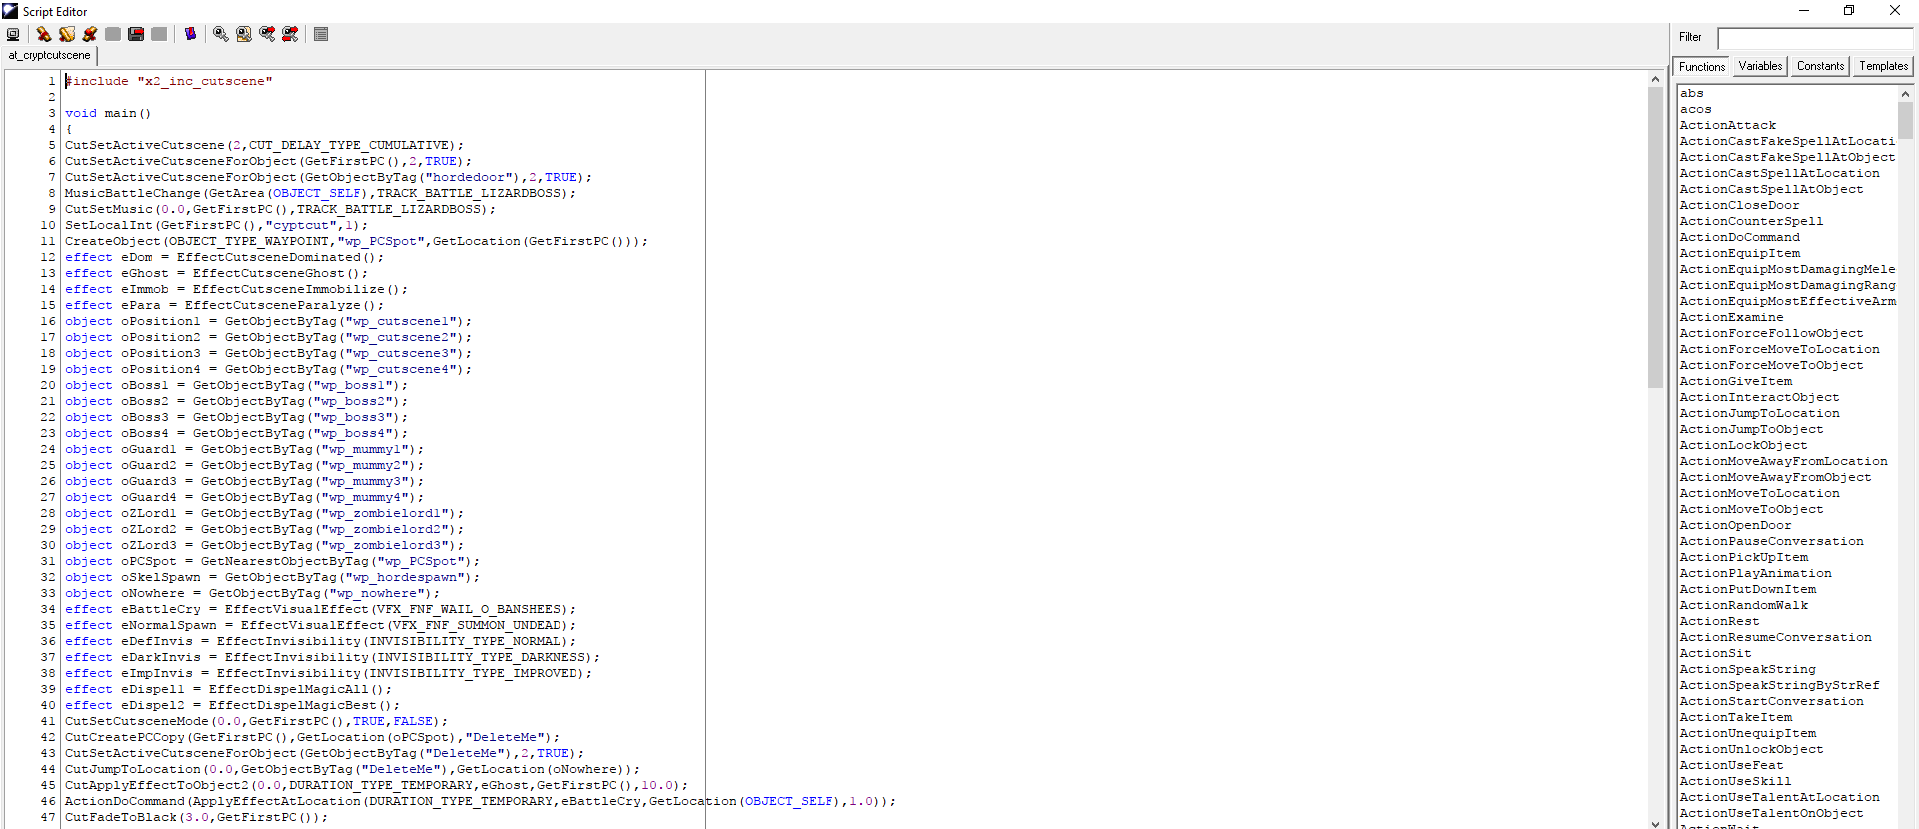 Script Editor
Filter
at_cryptcutscene
Functions Variables Constants Templates
1 #include "x2_inc_cutscene"
2
3 void main()
4 {
5 CutSetActiveCutscene(2,CUT_DELAY_TYPE_CUMULATIVE);
6 CutSetActiveCutsceneForObject(GetFirstPC(),2,TRUE);
7 CutSetActiveCutsceneForObject(GetObjectByTag("hordedoor"),2,TRUE);
8 MusicBattleChange(GetArea(OBJECT_SELF),TRACK_BATTLE_LIZARDBOSS);
9 CutSetMusic(0.0,GetFirstPC(),TRACK_BATTLE_LIZARDBOSS);
10 SetLocalInt(GetFirstPC(),"cyptcut",1);
11 CreateObject(OBJECT_TYPE_WAYPOINT,"wp_PCSpot",GetLocation(GetFirstPC()));
12 effect eDom = EffectCutsceneDominated();
13 effect eGhost = EffectCutsceneGhost();
14 effect eImmob = EffectCutsceneImmobilize();
15 effect ePara = EffectCutsceneParalyze();
16 object oPosition1 = GetObjectByTag("wp_cutscene1");
17 object oPosition2 = GetObjectByTag("wp_cutscene2");
18 object oPosition3 = GetObjectByTag("wp_cutscene3");
19 object oPosition4 = GetObjectByTag("wp_cutscene4");
20 object oBoss1 = GetObjectByTag("wp_boss1");
21 object oBoss2 = GetObjectByTag("wp_boss2");
22 object oBoss3 = GetObjectByTag("wp_boss3");
23 object oBoss4 = GetObjectByTag("wp_boss4");
24 object oGuard1 = GetObjectByTag("wp_mummy1");
25 object oGuard2 = GetObjectByTag("wp_mummy2");
26 object oGuard3 = GetObjectByTag("wp_mummy3");
27 object oGuard4 = GetObjectByTag("wp_mummy4");
28 object oZLord1 = GetObjectByTag("wp_zombielord1");
29 object oZLord2 = GetObjectByTag("wp_zombielord2");
30 object oZLord3 = GetObjectByTag("wp_zombielord3");
31 object oPCSpot = GetNearestObjectByTag("wp_PCSpot");
32 object oSkelSpawn = GetObjectByTag("wp_hordespawn");
33 object oNowhere = GetObjectByTag("wp_nowhere");
34 effect eBattleCry = EffectVisualEffect(VFX_FNF_WAIL_O_BANSHEES);
35 effect eNormalSpawn = EffectVisualEffect(VFX_FNF_SUMMON_UNDEAD);
36 effect eDefInvis = EffectInvisibility(INVISIBILITY_TYPE_NORMAL);
37 effect eDarkInvis = EffectInvisibility(INVISIBILITY_TYPE_DARKNESS);
38 effect eImpInvis = EffectInvisibility(INVISIBILITY_TYPE_IMPROVED);
39 effect eDispel1 = EffectDispelMagicAll();
40 effect eDispel2 = EffectDispelMagicBest();
41 CutSetCutsceneMode(0.0,GetFirstPC(),TRUE,FALSE);
42 CutCreatePCCopy(GetFirstPC(),GetLocation(oPCSpot),"DeleteMe");
43 CutSetActiveCutsceneForObject(GetObjectByTag("DeleteMe"),2,TRUE);
44 CutJumpToLocation(0.0,GetObjectByTag("DeleteMe"),GetLocation(oNowhere));
45 CutApplyEffectToObject2(0.0,DURATION_TYPE_TEMPORARY,eGhost,GetFirstPC(),10.0);
46 ActionDoCommand(ApplyEffectAtLocation(DURATION_TYPE_TEMPORARY,eBattleCry,GetLocation(OBJECT_SELF),1.0));
47 CutFadeToBlack(3.0,GetFirstPC());
abs
acos
ActionAttack
ActionCastFakeSpellAtLocati
ActionCastFakeSpellAtObject
ActionCastSpellAtLocation
ActionCastSpellAtObject
ActionCloseDoor
ActionCounterSpell
ActionDoCommand
ActionEquipItem
ActionEquipMostDamagingMele
ActionEquipMostDamagingRang
ActionEquipMostEffectiveArm
ActionExamine
ActionForceFollowObject
ActionForceMoveToLocation
ActionForceMoveToObject
ActionGiveItem
ActionInteractObject
ActionJumpToLocation
ActionJumpToObject
ActionLockObject
ActionMoveAwayFromLocation
ActionMoveAwayFromObject
ActionMoveToLocation
ActionMoveToObject
ActionOpenDoor
ActionPauseConversation
ActionPickUpItem
ActionPlayAnimation
ActionPutDownItem
ActionRandomWalk
ActionRest
ActionResumeConversation
ActionSit
ActionSpeakString
ActionSpeakStringByStrRef
ActionStartConversation
ActionTakeItem
ActionUnequipItem
ActionUnlockObject
ActionUseFeat
ActionUseSkill
ActionUseTalentAtLocation
ActionUseTalentOnObject
ActionWait